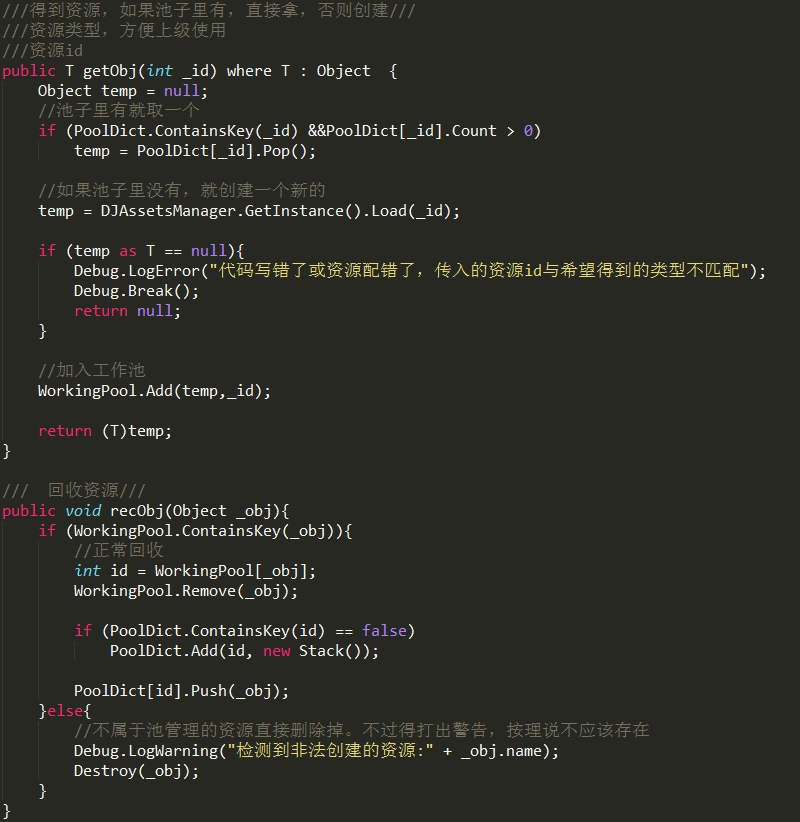 ///得到资源，如果池子里有，直接拿，否则创建///
///资源类型，方便上级使用
///资源id
public T getObj(int _id) where T : Object  {
    Object temp = null;
    //池子里有就取一个
    if (PoolDict.ContainsKey(_id) &&PoolDict[_id].Count > 0)
        temp = PoolDict[_id].Pop();

    //如果池子里没有，就创建一个新的
    temp = DJAssetsManager.GetInstance().Load(_id);

    if (temp as T == null){
        Debug.LogError("代码写错了或资源配错了，传入的资源id与希望得到的类型不匹配");
        Debug.Break();
        return null;
    }

    //加入工作池
    WorkingPool.Add(temp,_id);

    return (T)temp;
}

///  回收资源///
public void recObj(Object _obj){
    if (WorkingPool.ContainsKey(_obj)){
        //正常回收
        int id = WorkingPool[_obj];
        WorkingPool.Remove(_obj);

        if (PoolDict.ContainsKey(id) == false)
            PoolDict.Add(id, new Stack());

        PoolDict[id].Push(_obj);
    }else{
        //不属于池管理的资源直接删除掉。不过得打出警告，按理说不应该存在
        Debug.LogWarning("检测到非法创建的资源:" + _obj.name);
        Destroy(_obj);
    }
}